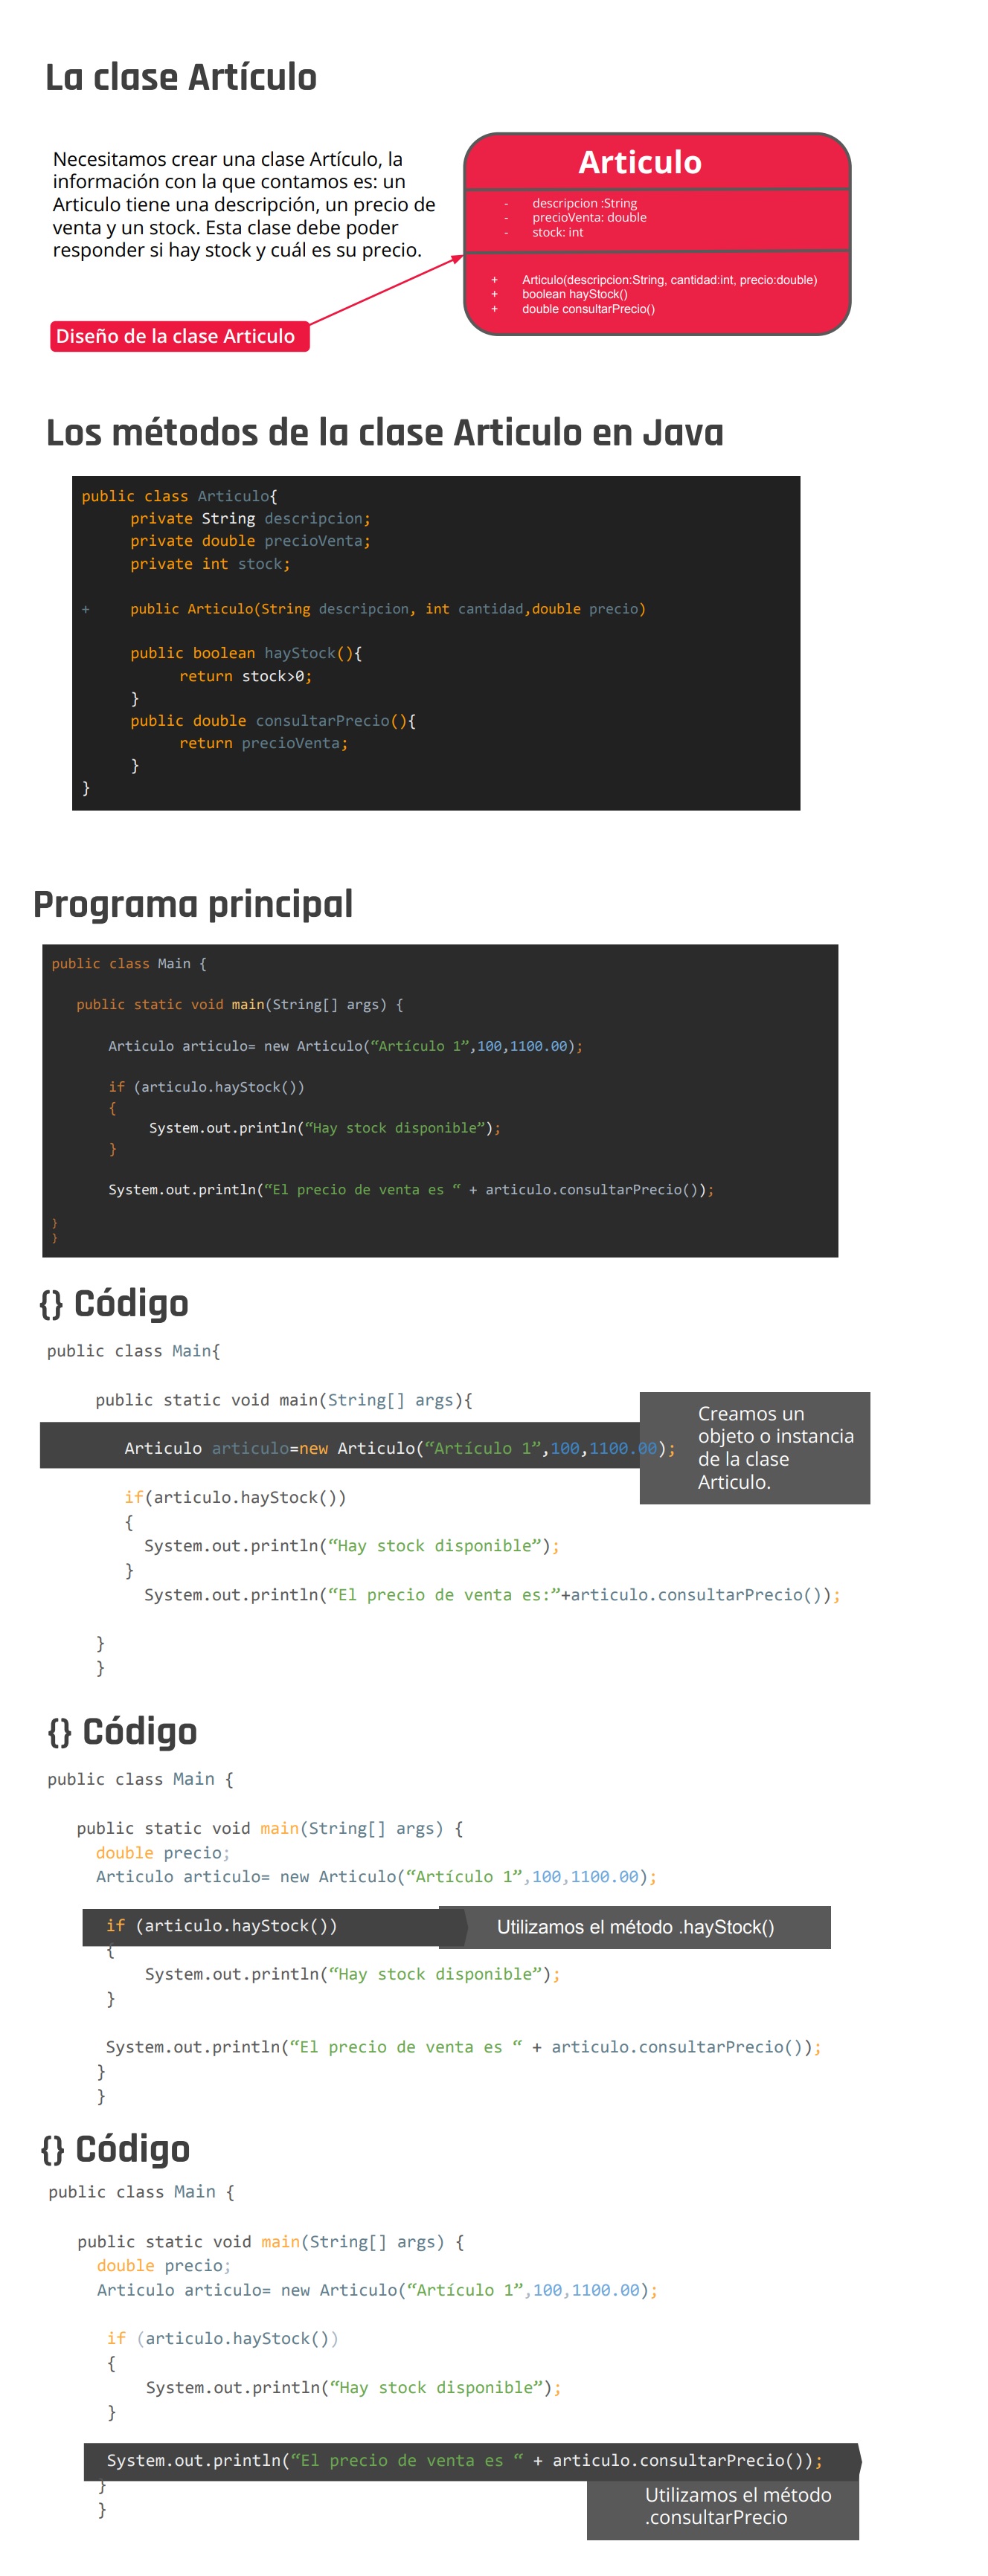 La clase Artículo
Necesitamos crear una clase Artículo, la
información con la que contamos es: un
Articulo tiene una descripción, un precio de
venta y un stock. Esta clase debe poder
responder si hay stock y cuál es su precio.
Diseño de la clase Articulo
Articulo
- descripcion :String
- precioVenta: double
- stock: int
+ Articulo(descripcion:String, cantidad:int, precio:double)
+ boolean hayStock()
+ double consultarPrecio()
Los métodos de la clase Articulo en Java
public class Articulo{
private String descripcion;
private double precioVenta;
private int stock;
+ public Articulo(String descripcion, int cantidad,double precio)
public boolean hayStock(){
return stock>0;
}
public double consultarPrecio(){
return precioVenta;
}
}
Programa principal
public class Main {
public static void main(String[] args) {
Articulo articulo= new Articulo(“Artículo 1”,100,1100.00);
if (articulo.hayStock())
{
System.out.println(“Hay stock disponible”);
}
System.out.println(“El precio de venta es “ + articulo.consultarPrecio());
}
}
{} Código
public class Main{
public static void main(String[] args){
Articulo articulo=new Articulo(“Artículo 1”,100,1100.00);
Creamos un
objeto o instancia
de la clase
Articulo.
if(articulo.hayStock())
{
System.out.println(“Hay stock disponible”);
}
System.out.println(“El precio de venta es:”+articulo.consultarPrecio());
}
}
{} Código
public class Main {
public static void main(String[] args) {
double precio;
Articulo articulo= new Articulo(“Artículo 1”,100,1100.00);
if (articulo.hayStock())
Utilizamos el método .hayStock()
{
System.out.println(“Hay stock disponible”);
}
System.out.println(“El precio de venta es “ + articulo.consultarPrecio());
}
}
{} Código
public class Main {
public static void main(String[] args) {
double precio;
Articulo articulo= new Articulo(“Artículo 1”,100,1100.00);
if (articulo.hayStock())
{
System.out.println(“Hay stock disponible”);
}
System.out.println(“El precio de venta es “ + articulo.consultarPrecio());
}
}
Utilizamos el método
.consultarPrecio